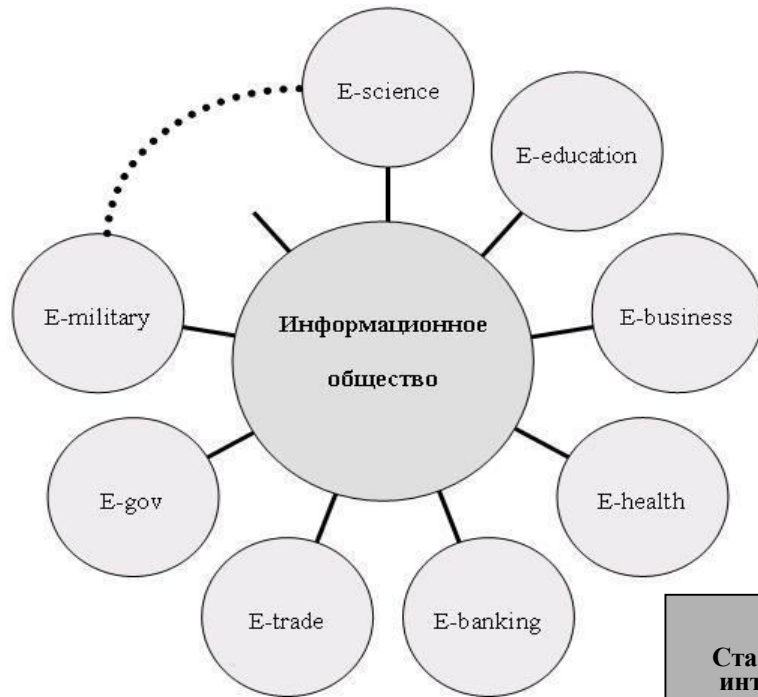 E-science
E-education
E-military
Информационное
общество
E-business
E-gov
E-health
E-trade
E-banking